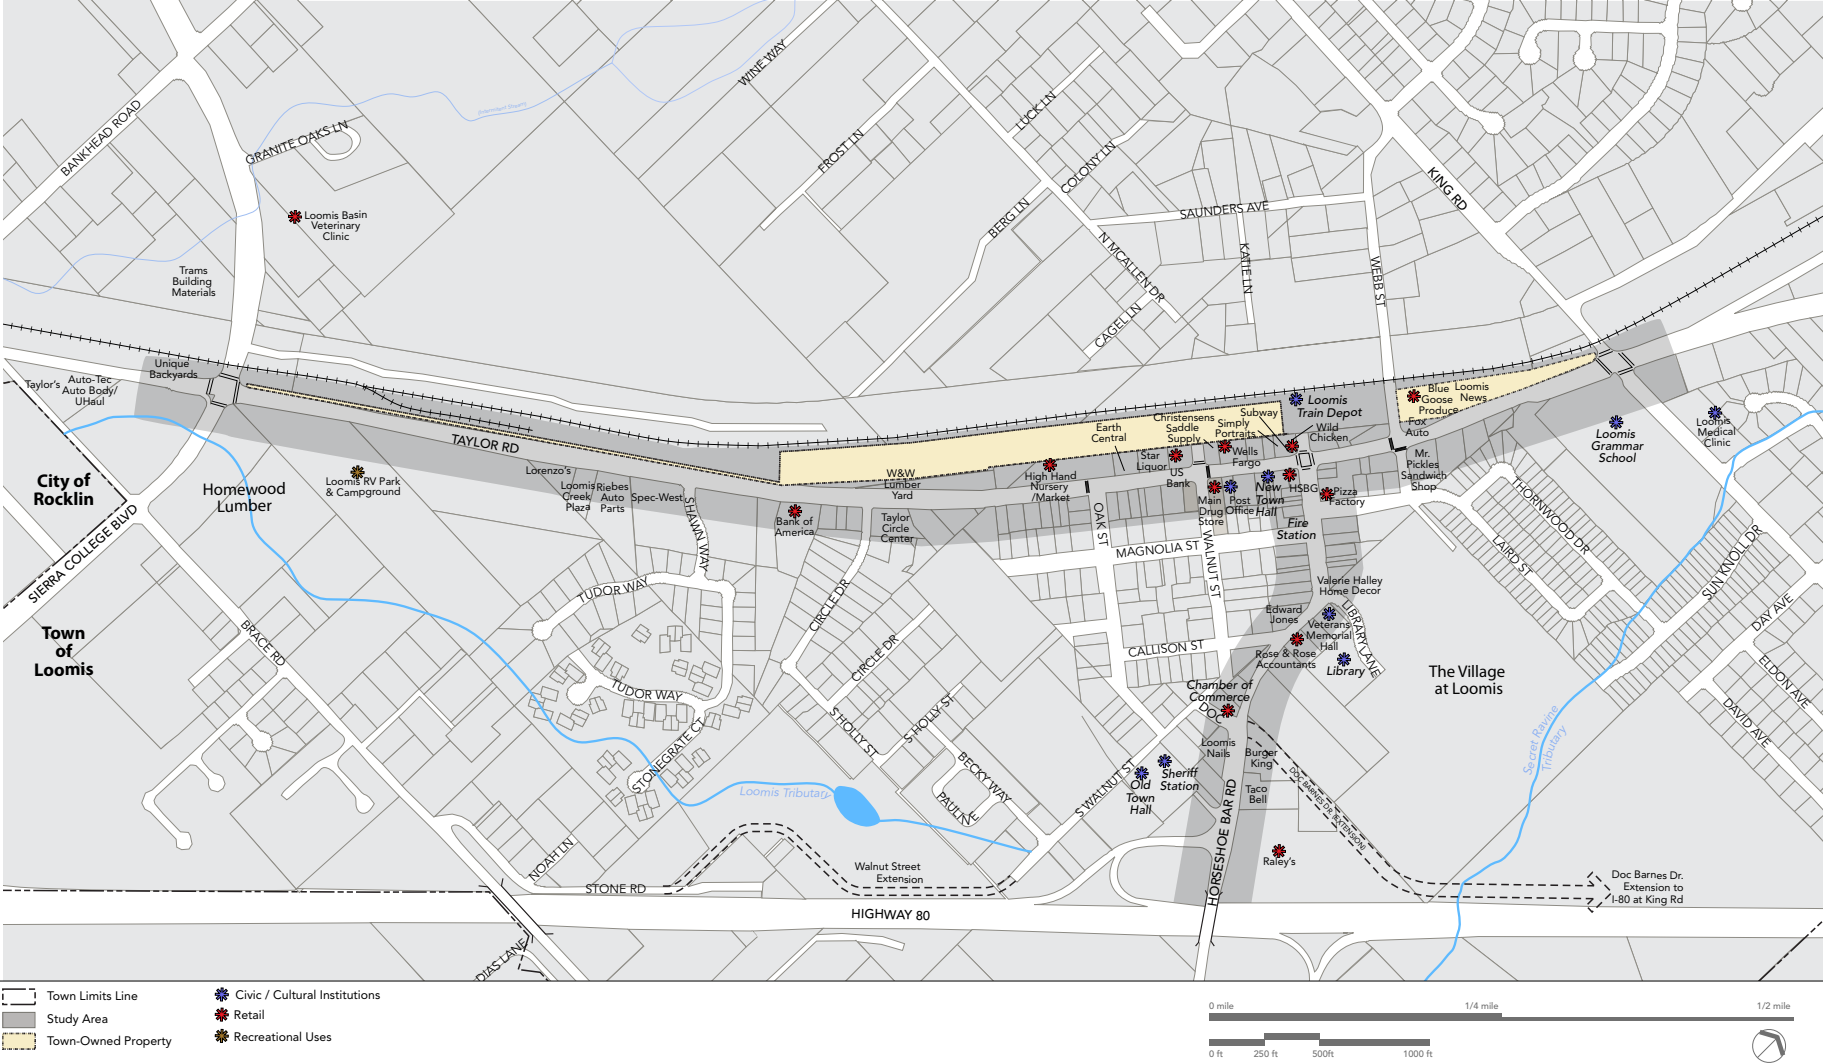 BANKHEAD ROAD
GRANITE OAKS LN
WINE WAY
LUCK LN
FROST LN
COLONY LN
BERG LN
SAUNDERS AVE
N MCALLEN DR
KATIE LN
CAGEL LN
WEBB ST
KING RD
Loomis Basin
Veterinary
Clinic
Trams
Building
Materials
Unique
Backyards
Taylor's
Auto-Tec
Auto Body/
UHaul
TAYLOR RD
City of
Rocklin
Homewood
Lumber
Loomis RV Park
& Campground
Lorenzo's
Loomis
Creek
Plaza
Riebes
Auto
Parts
Spec-West
SHAWN WAY
Bank of
America
Taylor
Circle
Center
W&W
Lumber
Yard
High Hand
Nursery
/Market
Earth
Central
Christensens
Saddle
Supply
Subway
Simply
Portraits
Star
Liquor
US
Bank
Wells
Fargo
Loomis
Train Depot
Wild
Chicken
Blue
Goose
Produce
Loomis
News
Fox
Auto
Mr.
Pickles
Sandwich
Shop
Main
Drug
Store
Post
Office
New
Town
Hall
HSBG
Pizza
Factory
Fire
Station
Loomis
Grammar
School
Loomis
Medical
Clinic
SIERRA COLLEGE BLVD
Town
of
Loomis
BRACE RD
TUDOR WAY
TUDOR WAY
STONEGRATE CT
CIRCLE DR
CIRCLE DR
OAK ST
MAGNOLIA ST
WALNUT ST
CALLISON ST
THORNWOOD DR
LAIRD ST
SUN KNOLL DR
DAY AVE
ELDON AVE
DAVID AVE
Valerie Halley
Home Decor
Edward
Jones
LIBRARY LANE
Veterans
Memorial
Hall
Rose & Rose
Accountants
Library
The Village
at Loomis
Chamber of
Commerce
DOC
S HOLLY ST
S HOLLY ST
BECKY WAY
PAULINE
S WALNUT ST
Loomis
Nails
Burger
King
Sheriff
Station
Old
Town
Hall
Taco
Bell
DOC BARNES DR. (EXTENSION)
HORSESHOE BAR RD
Raley's
Secret Ravine
Tributary
Loomis Tributary
NOAH LN
STONE RD
Walnut Street
Extension
Doc Barnes Dr.
Extension to
I-80 at King Rd
HIGHWAY 80
DIAS LANE
Town Limits Line
Study Area
Town-Owned Property
Civic / Cultural Institutions
Retail
Recreational Uses
0 mile
1/4 mile
1/2 mile
0 ft
250 ft
500ft
1000 ft